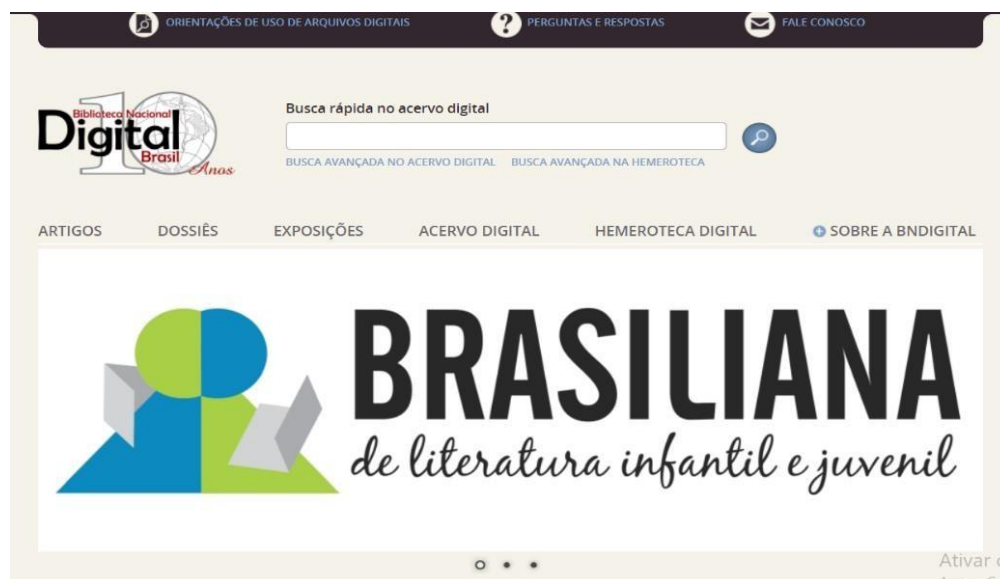 ORIENTAÇÕES DE USO DE ARQUIVOS DIGITAIS
PERGUNTAS E RESPOSTAS
FALE CONOSCO
10
Biblioteca Nacional
Digital
Brasil
Anos
Busca rápida no acervo digital
BUSCA AVANÇADA NO ACERVO DIGITAL BUSCA AVANÇADA NA HEMEROTECA
ARTIGOS DOSSIÊS EXPOSIÇÕES ACERVO DIGITAL HEMEROTECA DIGITAL SOBRE A BNDIGITAL
BRASILIANA
de literatura infantil e juvenil
Ativar